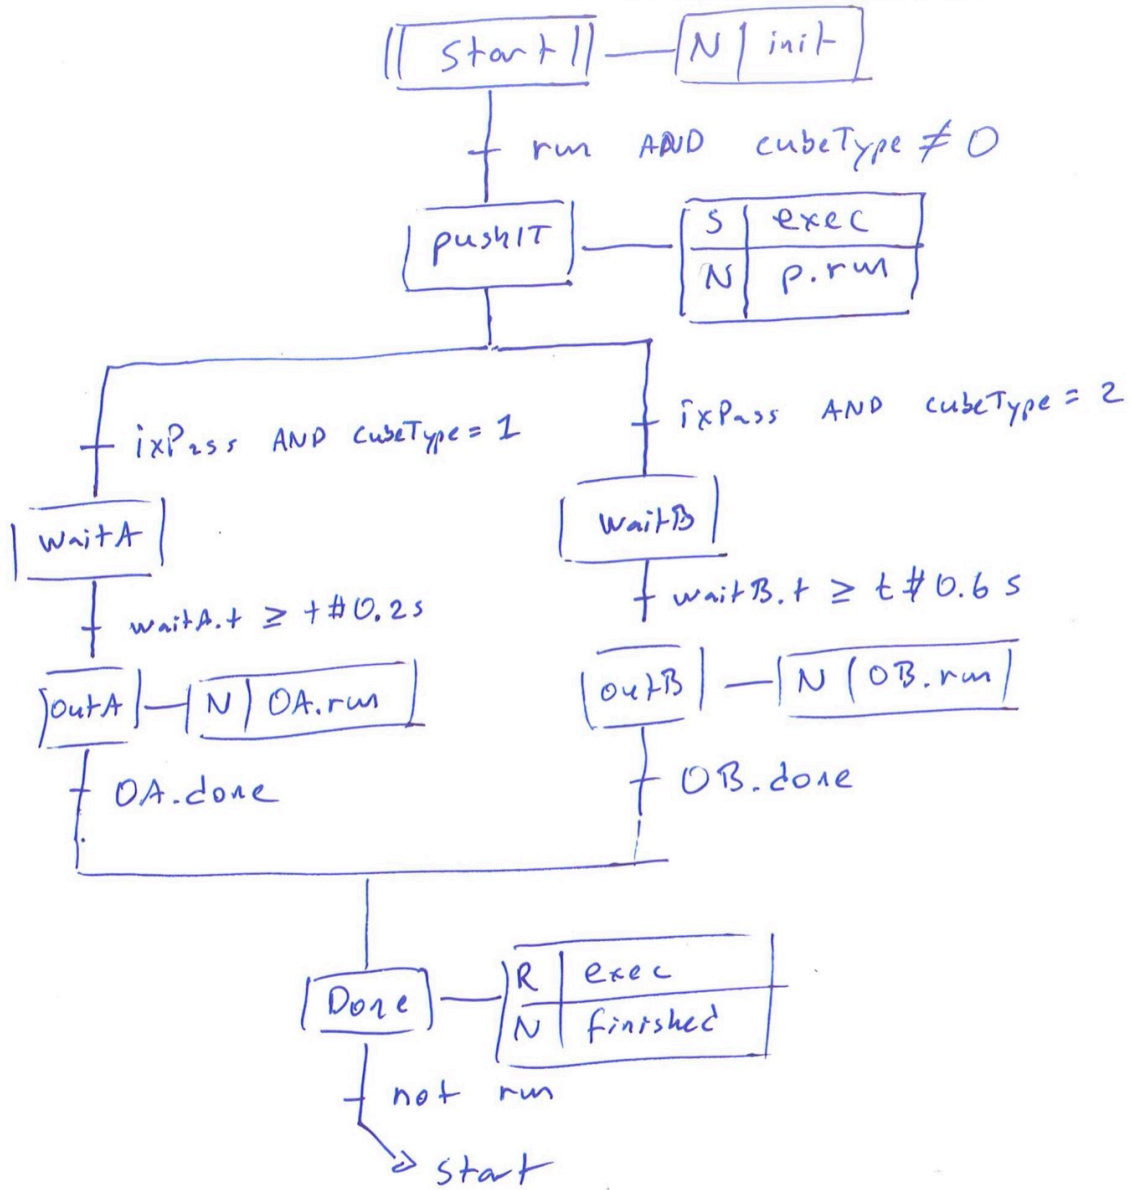 Start N init
run AND cubeType ≠ 0
pushIT S exec
N p.run
ixPass AND cubeType = 1
ixPass AND cubeType = 2
waitA
waitB
waitA.t ≥ t#0.2s
waitB.t ≥ t#0.6s
outA N OA.run
outB N OB.run
OA.done
OB.done
Done R exec
N finished
not run
start